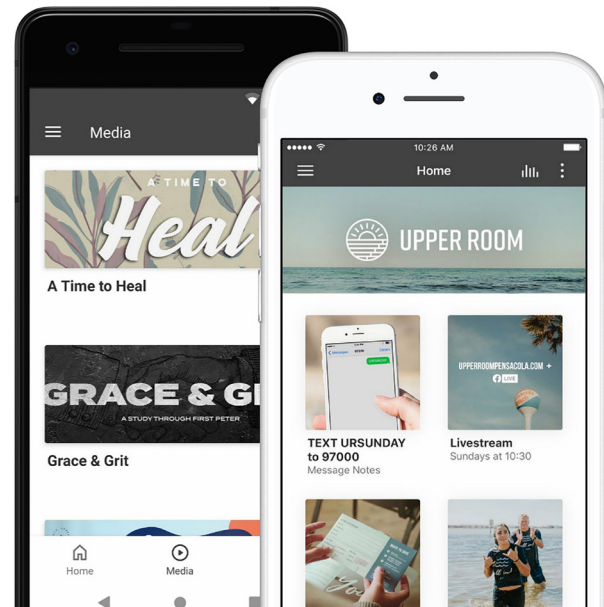 Media
A TIME TO
Heal
A Time to Heal
GRACE & GI
A STUDY THROUGH FIRST PETER
Grace & Grit
Home
Media
10:26 AM
Home
UPPER ROOM
TEXT URSUNDAY
to 97000
Message Notes
UPPERROOMPENSACOLA.COM +
LIVE
Livestream
Sundays at 10:30